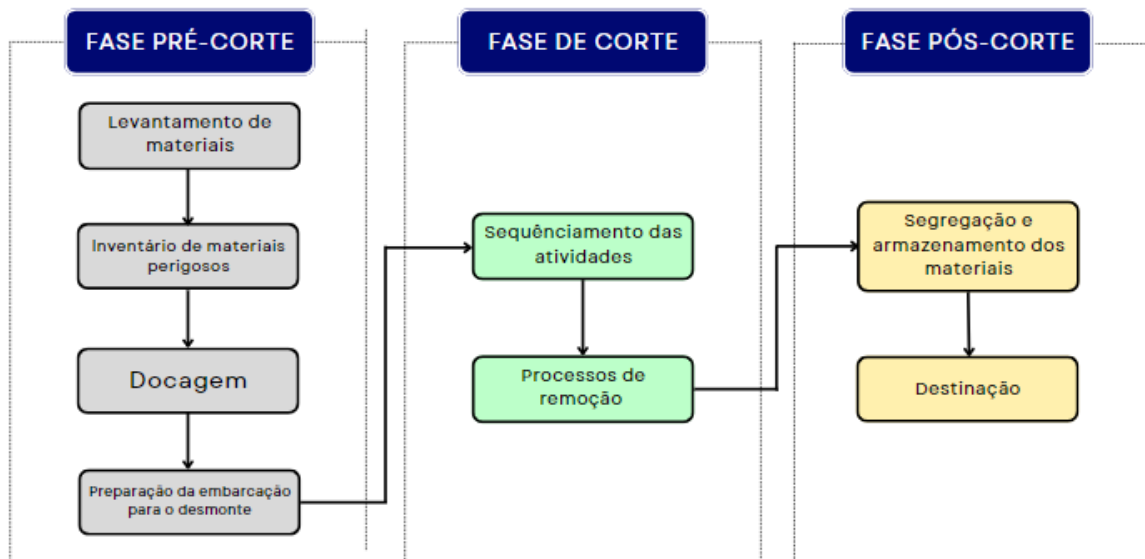 FASE PRÉ-CORTE
Levantamento de
materiais
Inventário de materiais
perigosos
Docagem
Preparação da embarcação
para o desmonte
FASE DE CORTE
Sequênciamento das
atividades
Processos de
remoção
FASE PÓS-CORTE
Segregação e
armazenamento dos
materiais
Destinação